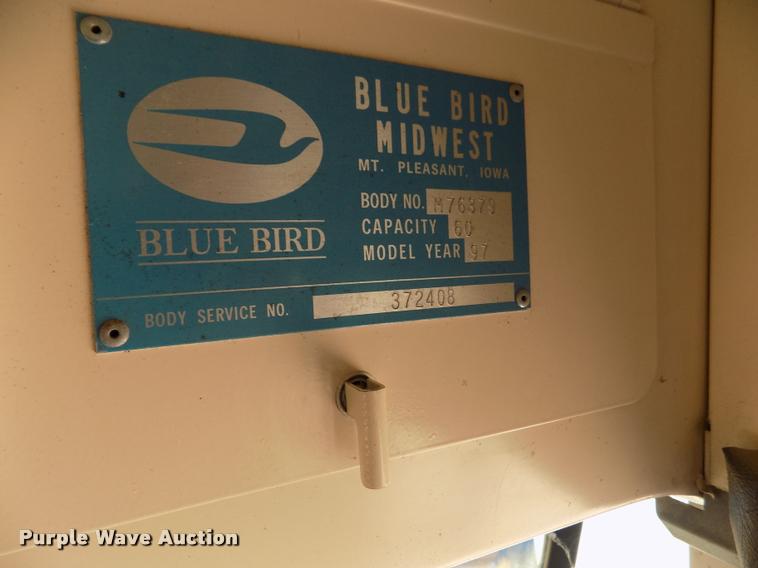 BLUE BIRD
MIDWEST
MT. PLEASANT, IOWA
BODY NO. M76379
CAPACITY 60
MODEL YEAR 97
BLUE BIRD
BODY SERVICE NO. 372408
Purple Wave Auction